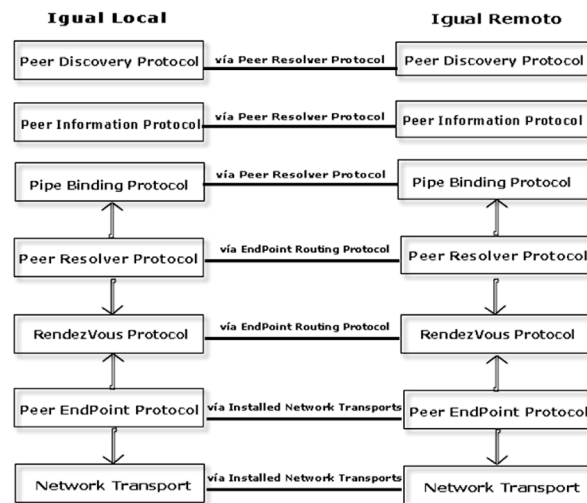 Igual Local Igual Remoto
Peer Discovery Protocol vía Peer Resolver Protocol Peer Discovery Protocol
Peer Information Protocol vía Peer Resolver Protocol Peer Information Protocol
Pipe Binding Protocol vía Peer Resolver Protocol Pipe Binding Protocol
Peer Resolver Protocol vía EndPoint Routing Protocol Peer Resolver Protocol
RendezVous Protocol vía EndPoint Routing Protocol RendezVous Protocol
Peer EndPoint Protocol vía Installed Network Transports Peer EndPoint Protocol
Network Transport vía Installed Network Transports Network Transport